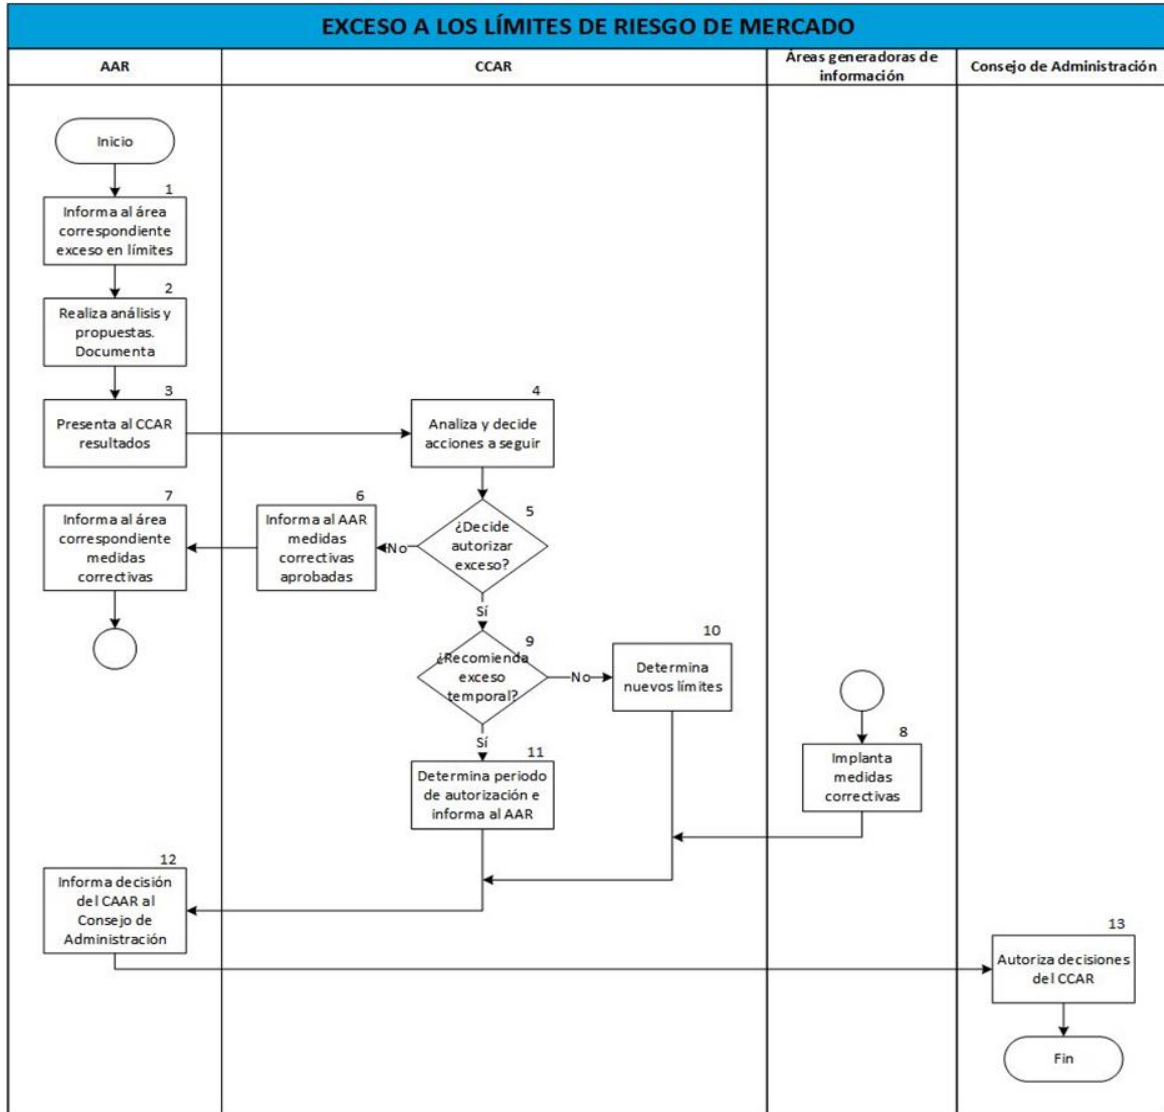 EXCESO A LOS LÍMITES DE RIESGO DE MERCADO
AAR
CCAR
Áreas generadoras de
información
Consejo de Administración
Inicio
1
Informa al área
correspondiente
exceso en límites
2
Realiza análisis y
propuestas.
Documenta
3
Presenta al CCAR
resultados
4
Analiza y decide
acciones a seguir
5
¿Decide
autorizar
exceso?
No
6
Informa al AAR
medidas
correctivas
aprobadas
7
Informa al área
correspondiente
medidas
correctivas
Sí
9
¿Recomienda
exceso
temporal?
No
10
Determina
nuevos límites
8
Implanta
medidas
correctivas
Sí
11
Determina periodo
de autorización e
informa al AAR
12
Informa decisión
del CAAR al
Consejo de
Administración
13
Autoriza decisiones
del CCAR
Fin